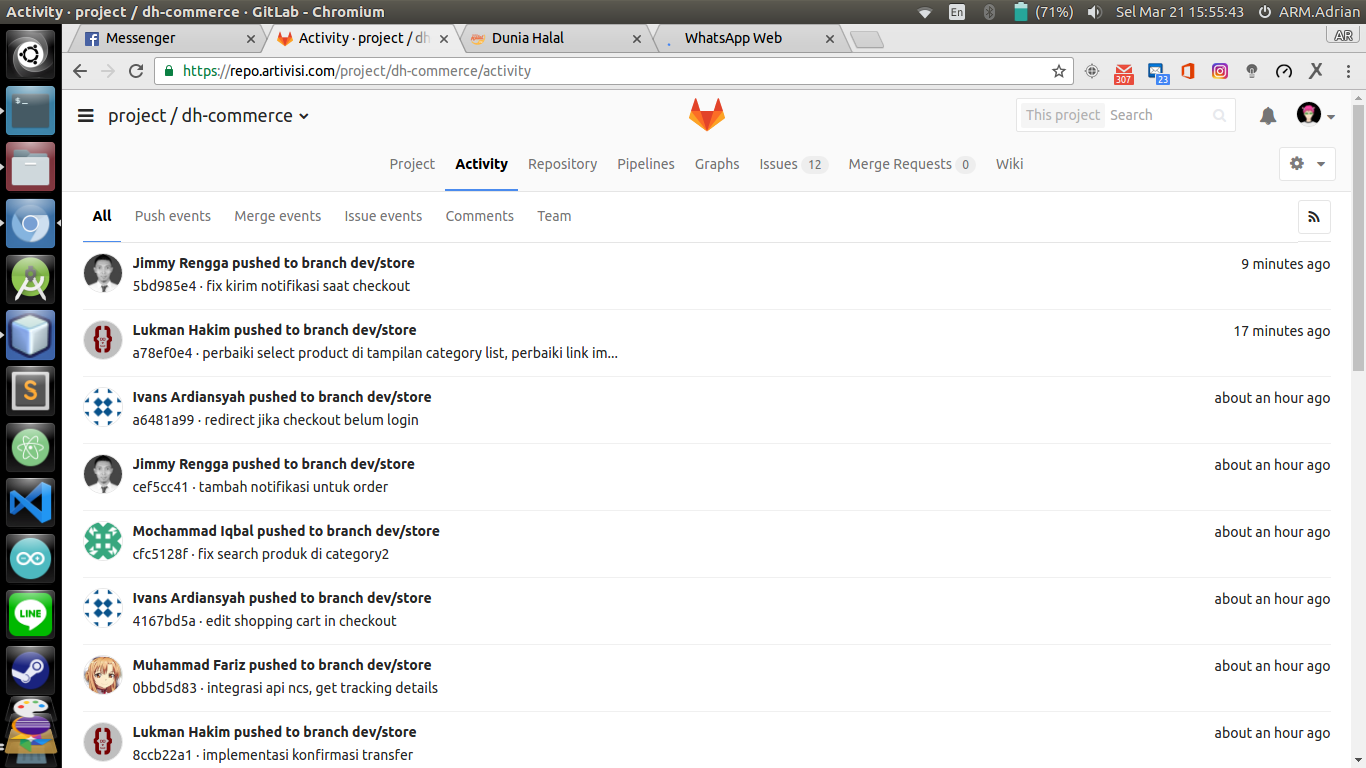 Activity · project / dh-commerce · GitLab - Chromium
En
(71%)
Sel Mar 21 15:55:43
ARM.Adrian
Messenger
Activity · project / dh
Dunia Halal
WhatsApp Web
AR
https://repo.artivisi.com/project/dh-commerce/activity
307
23
project / dh-commerce
This project Search
Project Activity Repository Pipelines Graphs Issues 12 Merge Requests 0 Wiki
All Push events Merge events Issue events Comments Team
Jimmy Rengga pushed to branch dev/store 9 minutes ago
5bd985e4 · fix kirim notifikasi saat checkout
Lukman Hakim pushed to branch dev/store 17 minutes ago
a78ef0e4 · perbaiki select product di tampilan category list, perbaiki link im...
Ivans Ardiansyah pushed to branch dev/store about an hour ago
a6481a99 · redirect jika checkout belum login
Jimmy Rengga pushed to branch dev/store about an hour ago
cef5cc41 · tambah notifikasi untuk order
Mochammad Iqbal pushed to branch dev/store about an hour ago
cfc5128f · fix search produk di category2
Ivans Ardiansyah pushed to branch dev/store about an hour ago
4167bd5a · edit shopping cart in checkout
Muhammad Fariz pushed to branch dev/store about an hour ago
0bbd5d83 · integrasi api ncs, get tracking details
Lukman Hakim pushed to branch dev/store about an hour ago
8ccb22a1 · implementasi konfirmasi transfer
S
LINE